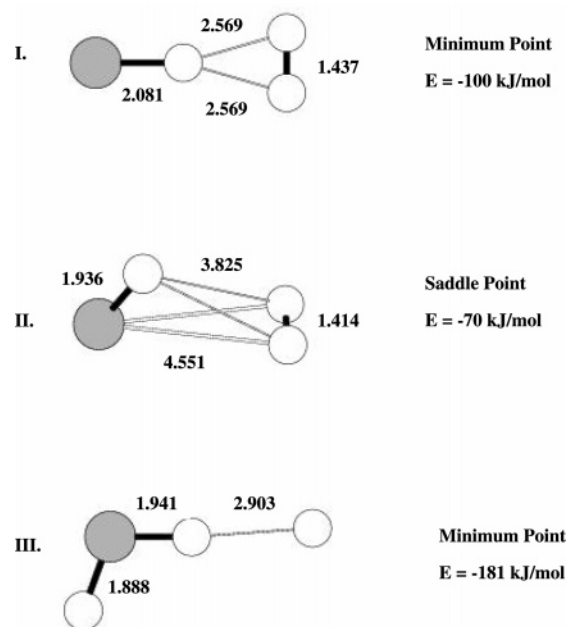 2.569
I.
Minimum Point
1.437
2.081
E = -100 kJ/mol
2.569
3.825
1.936
Saddle Point
II.
1.414
E = -70 kJ/mol
4.551
1.941 2.903
Minimum Point
III.
E = -181 kJ/mol
1.888